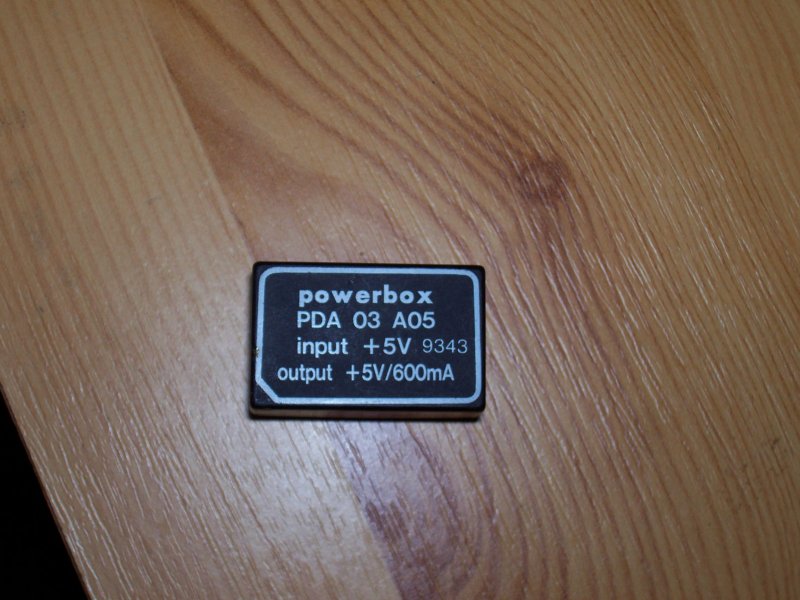 powerbox
PDA 03 A05
input +5V 9343
output +5V/600mA